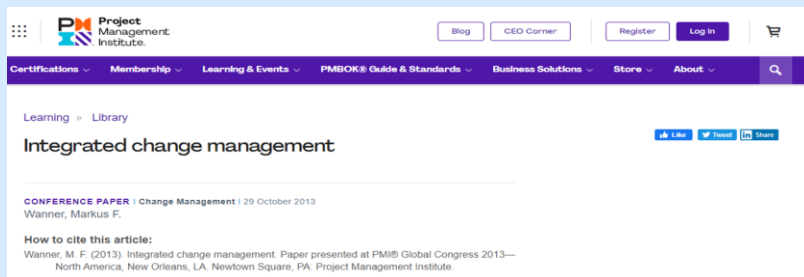 Project
Management
Institute.
Blog
CEO Corner
Register
Log In
Certifications
Membership
Learning & Events
PMBOK® Guide & Standards
Business Solutions
Store
About
Learning » Library
Integrated change management
Like
Tweet
in Share
CONFERENCE PAPER | Change Management | 29 October 2013
Wanner, Markus F.
How to cite this article:
Wanner, M. F. (2013). Integrated change management. Paper presented at PMI® Global Congress 2013—
North America, New Orleans, LA. Newtown Square, PA: Project Management Institute.